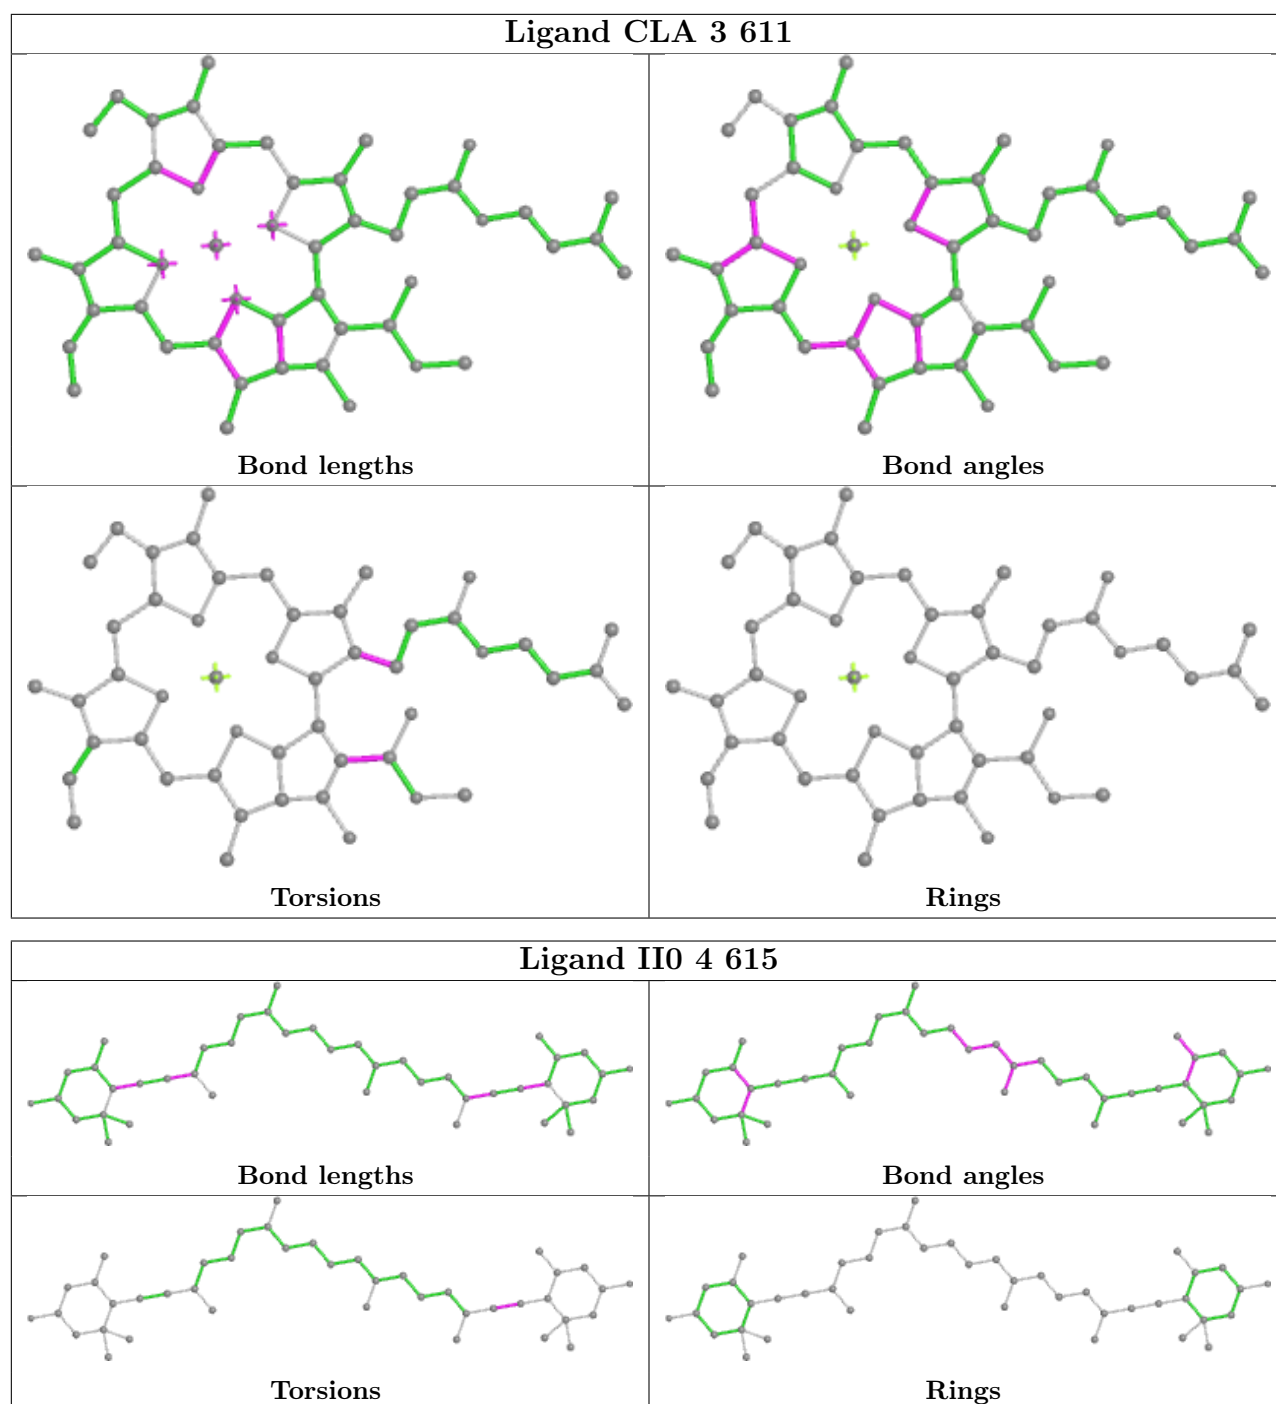 Ligand CLA 3 611
Bond lengths
Bond angles
Torsions
Rings
Ligand II0 4 615
Bond lengths
Bond angles
Torsions
Rings